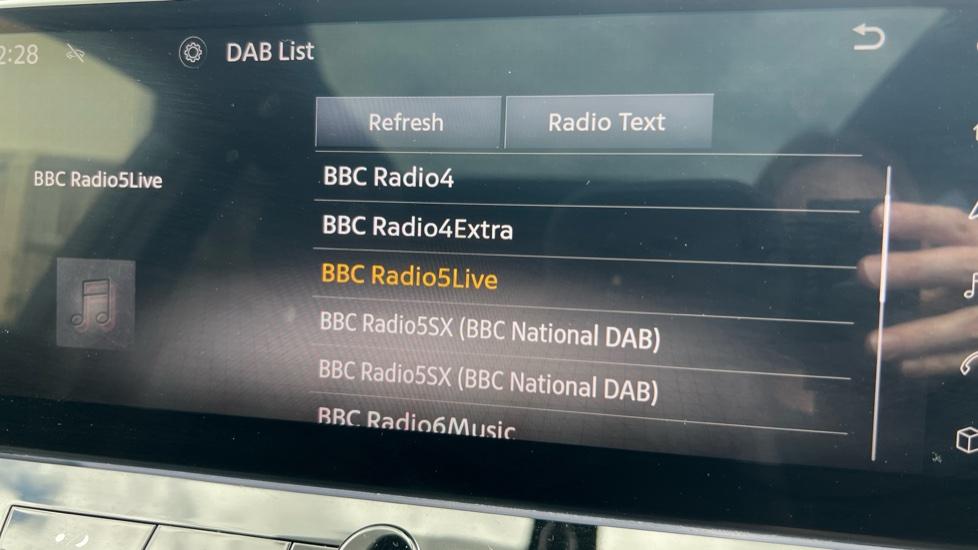 2:28
DAB List
Refresh
Radio Text
BBC Radio5Live
BBC Radio4
BBC Radio4Extra
BBC Radio5Live
BBC Radio5SX (BBC National DAB)
BBC Radio5SX (BBC National DAB)
BBC Radio6Music